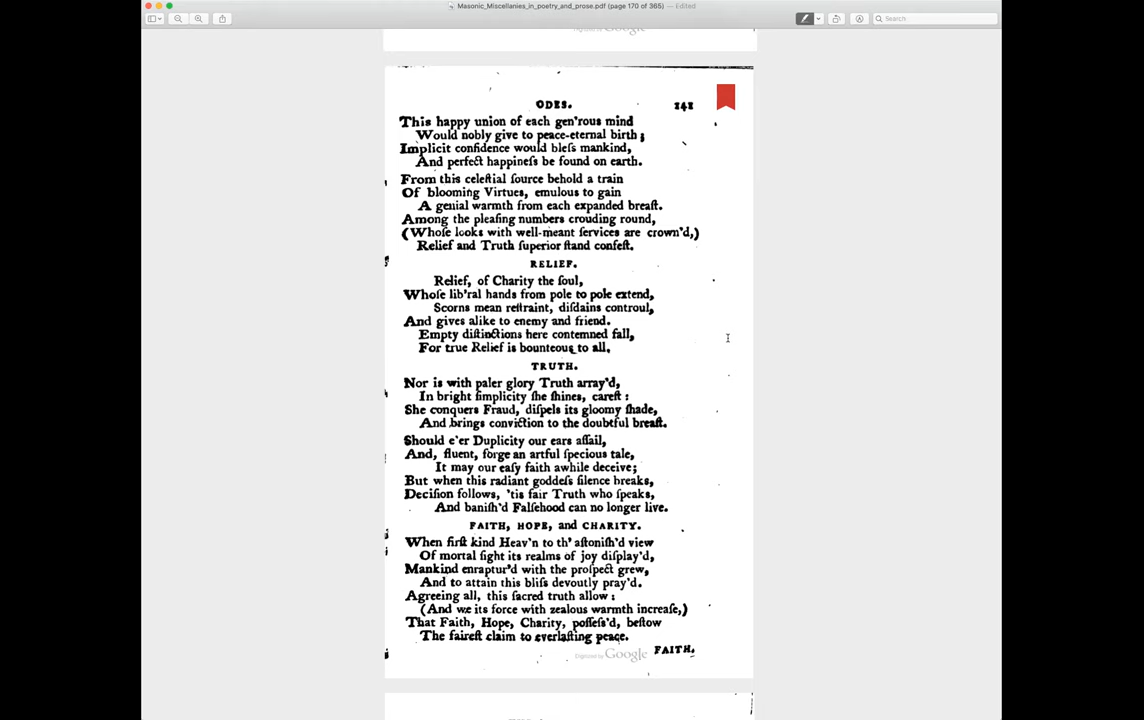 Masonic_Miscellanies_in_poetry_and_prose.pdf (page 170 of 365) — Edited
Search
Google
ODES. 141
This happy union of each gen'rous mind
Would nobly give to peace-eternal birth;
Implicit confidence would bleſs mankind,
And perfect happineſs be found on earth.
From this celeſtial ſource behold a train
Of blooming Virtues, emulous to gain
A genial warmth from each expanded breaſt.
Among the pleaſing numbers crouding round,
(Whoſe looks with well-meant ſervices are crown'd,)
Relief and Truth ſuperior ſtand confeſt.
RELIEF.
Relief, of Charity the ſoul,
Whoſe lib'ral hands from pole to pole extend,
Scorns mean reſtraint, diſdains controul,
And gives alike to enemy and friend.
Empty diſtinctions here contemned fall,
For true Relief is bounteous to all.
TRUTH.
Nor is with paler glory Truth array'd,
In bright ſimplicity ſhe ſhines, careſt :
She conquers Fraud, diſpels its gloomy ſhade,
And brings conviction to the doubtful breaſt.
Should e'er Duplicity our ears aſſail,
And, fluent, forge an artful ſpecious tale,
It may our eaſy faith awhile deceive;
But when this radiant goddeſs ſilence breaks,
Deciſion follows, 'tis fair Truth who ſpeaks,
And baniſh'd Falſehood can no longer live.
FAITH, HOPE, and CHARITY.
When firſt kind Heav'n to th' aſtoniſh'd view
Of mortal ſight its realms of joy diſplay'd,
Mankind enraptur'd with the proſpect grew,
And to attain this bliſs devoutly pray'd.
Agreeing all, this ſacred truth allow :
(And we its force with zealous warmth increaſe,)
That Faith, Hope, Charity, poſſeſs'd, beſtow
The faireſt claim to everlaſting peace.
Digitized by Google FAITH.